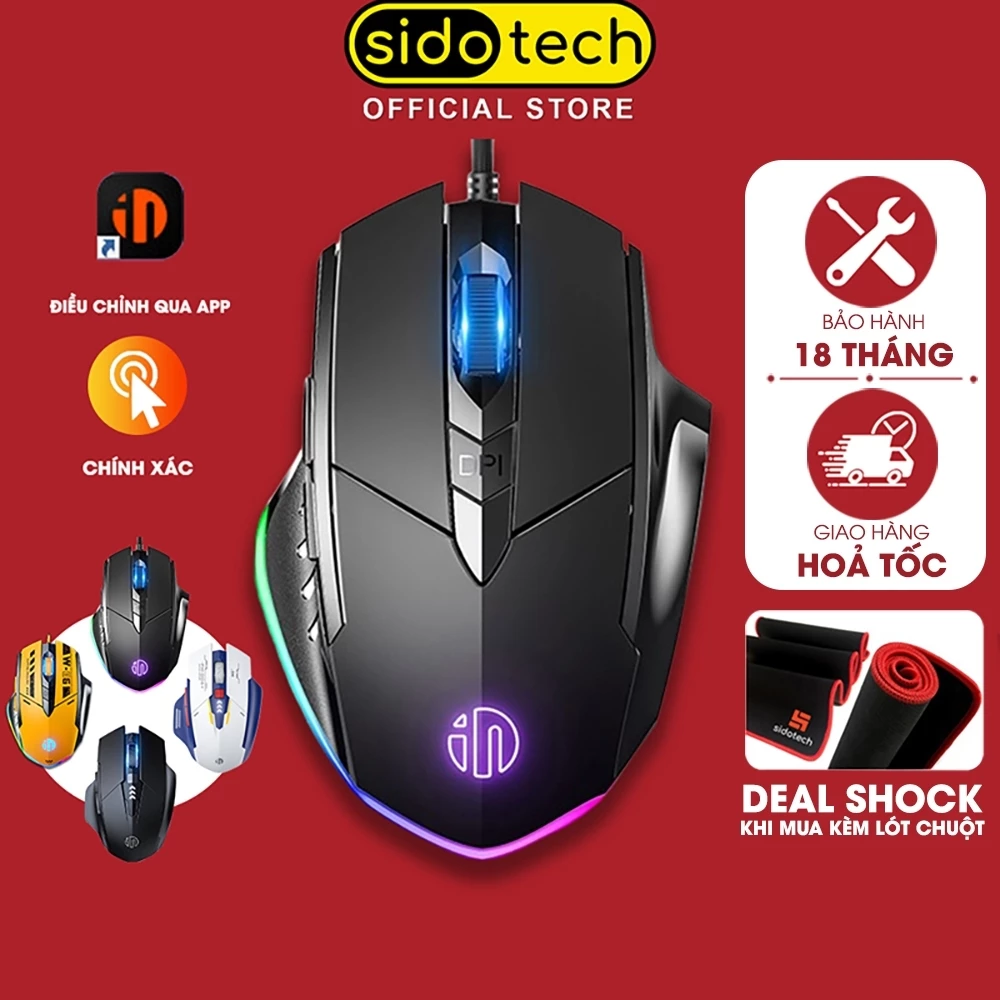 sidotech
OFFICIAL STORE
ĐIỀU CHỈNH QUA APP
CHÍNH XÁC
DPI
BẢO HÀNH
18 THÁNG
GIAO HÀNG
HOẢ TỐC
sidotech
DEAL SHOCK
KHI MUA KÈM LÓT CHUỘT